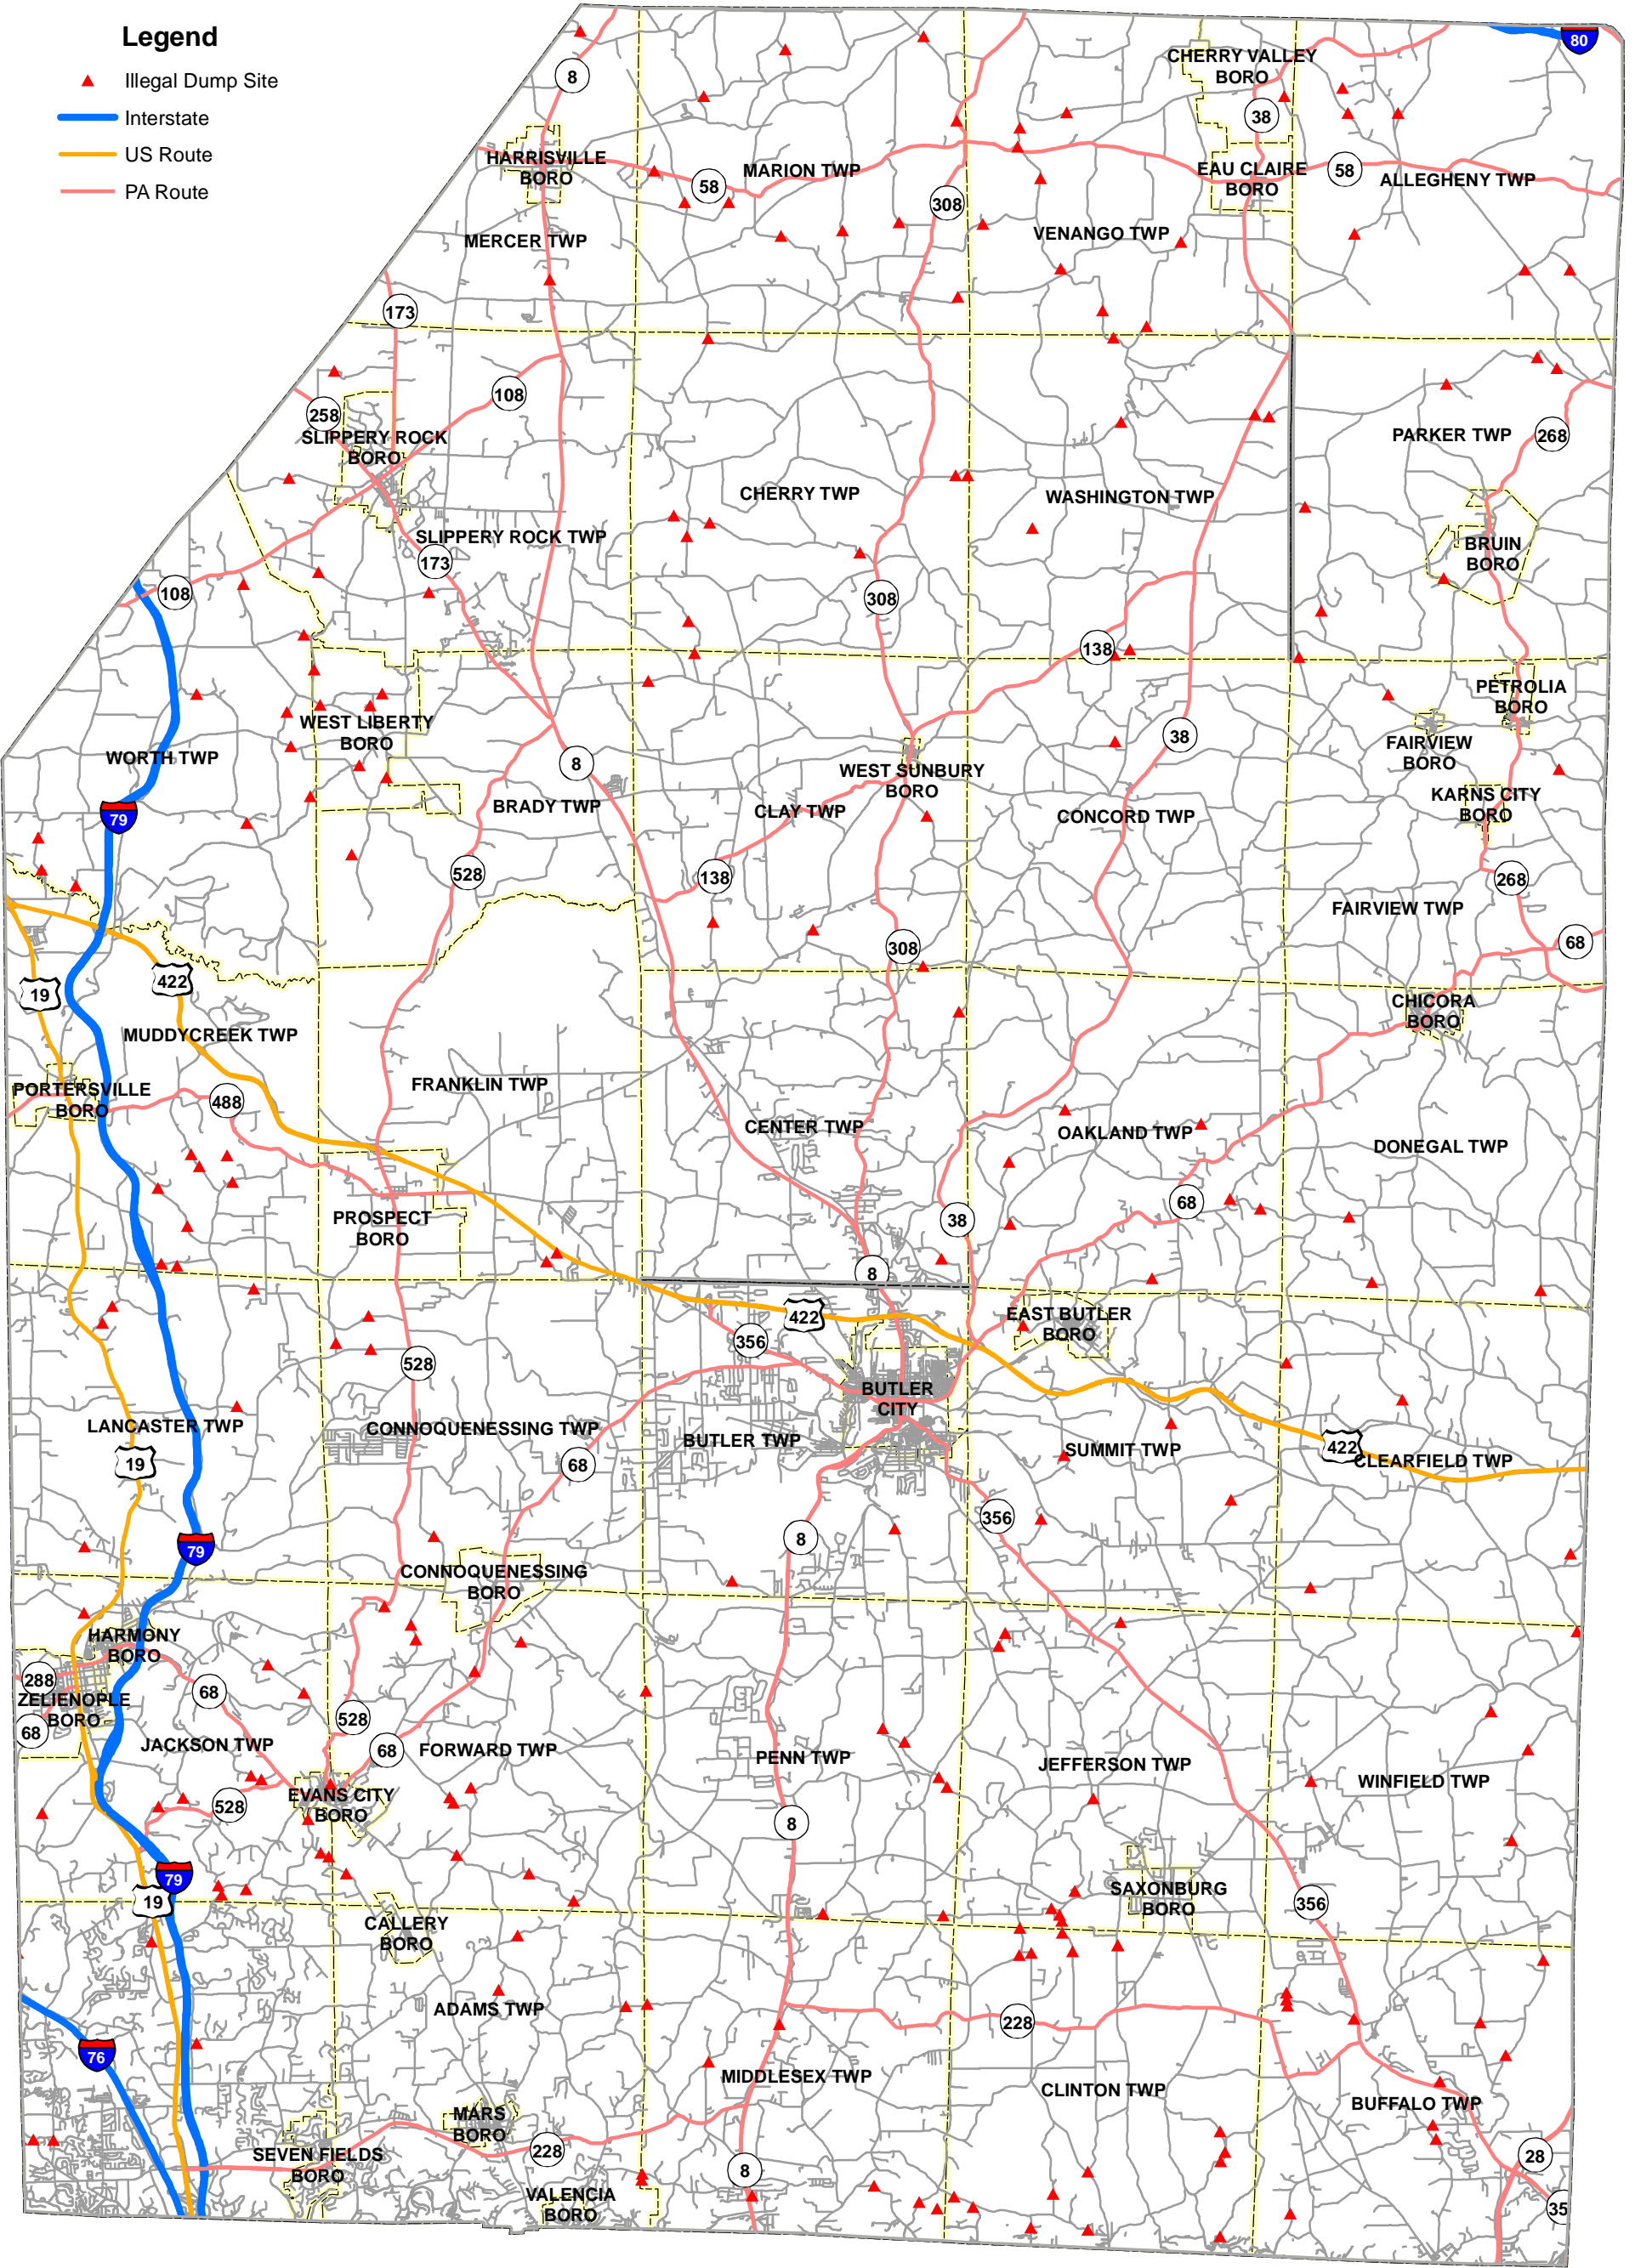 Legend
Illegal Dump Site
Interstate
US Route
PA Route
80
CHERRY VALLEY
BORO
8
38
HARRISVILLE
BORO
MARION TWP
58
EAU CLAIRE
BORO
58
ALLEGHENY TWP
308
MERCER TWP
VENANGO TWP
173
108
258
SLIPPERY ROCK
BORO
PARKER TWP
268
CHERRY TWP
WASHINGTON TWP
SLIPPERY ROCK TWP
173
BRUIN
BORO
108
308
138
PETROLIA
BORO
WEST LIBERTY
BORO
38
FAIRVIEW
BORO
WORTH TWP
8
WEST SUNBURY
BORO
KARNS CITY
BORO
79
BRADY TWP
CLAY TWP
CONCORD TWP
528
138
268
FAIRVIEW TWP
68
308
422
19
CHICORA
BORO
MUDDYCREEK TWP
FRANKLIN TWP
PORTERSVILLE
BORO
488
CENTER TWP
OAKLAND TWP
DONEGAL TWP
68
PROSPECT
BORO
38
8
422
EAST BUTLER
BORO
356
528
BUTLER
CITY
LANCASTER TWP
CONNOQUENESSING TWP
BUTLER TWP
SUMMIT TWP
422
CLEARFIELD TWP
19
68
356
8
79
CONNOQUENESSING
BORO
HARMONY
BORO
288
68
ZELIENOPLE
BORO
68
528
JACKSON TWP
68
FORWARD TWP
PENN TWP
JEFFERSON TWP
WINFIELD TWP
EVANS CITY
BORO
528
8
79
19
SAXONBURG
BORO
356
CALLERY
BORO
ADAMS TWP
228
76
MIDDLESEX TWP
CLINTON TWP
BUFFALO TWP
MARS
BORO
228
SEVEN FIELDS
BORO
8
28
VALENCIA
BORO
35